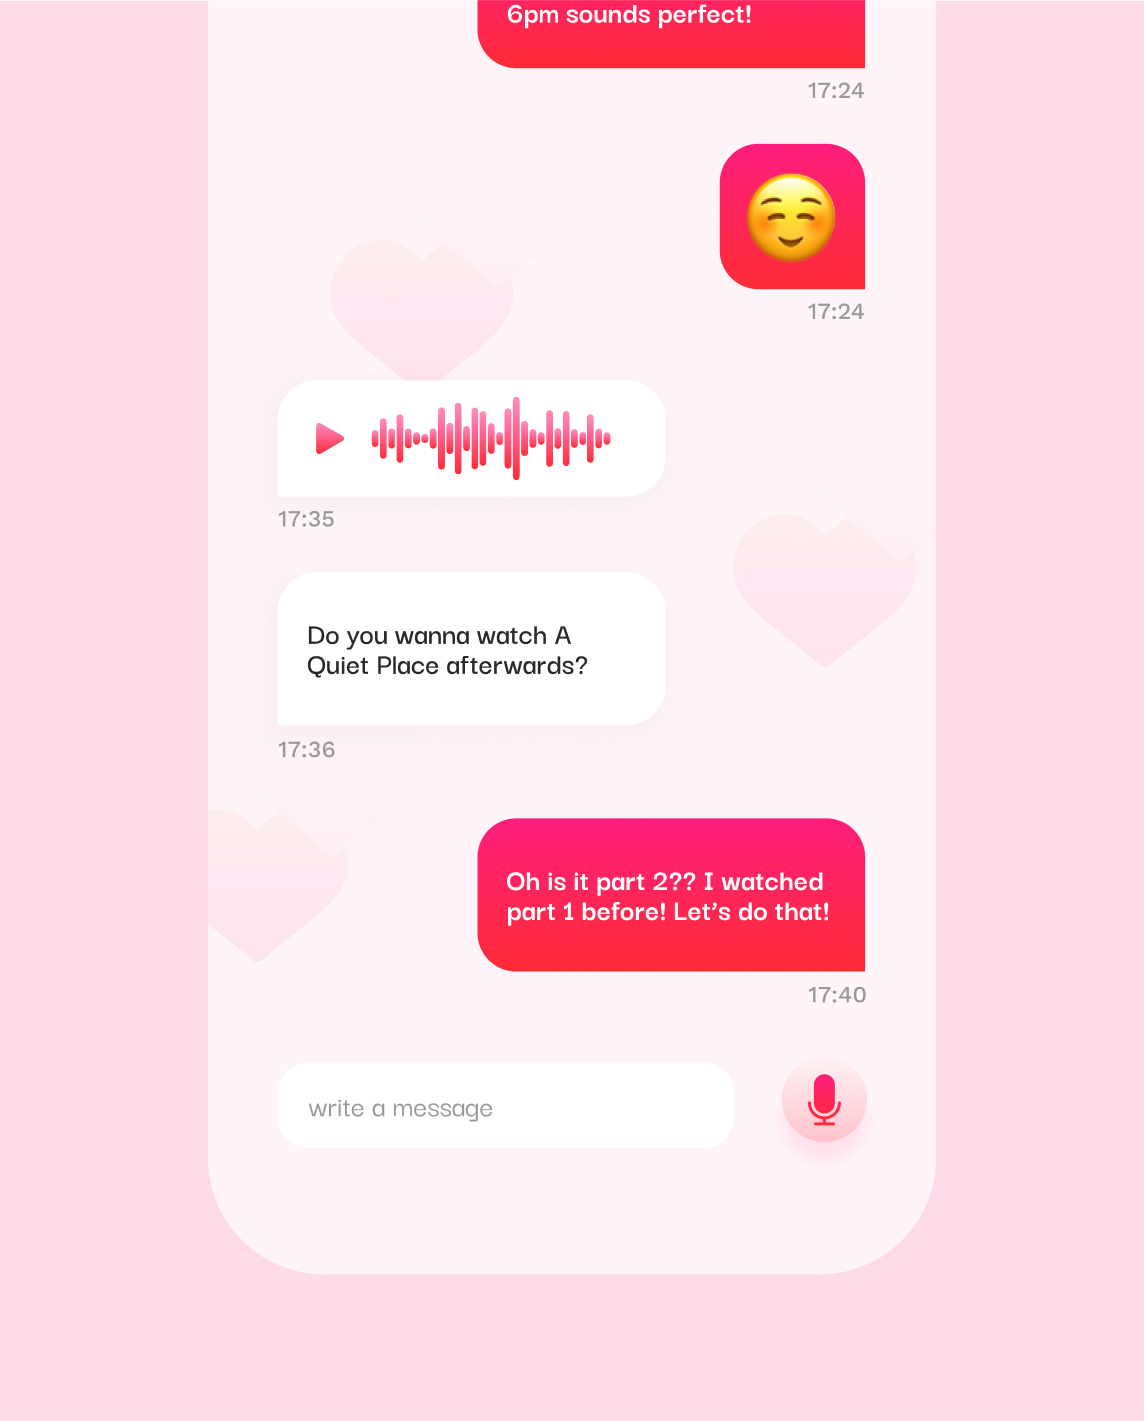 6pm sounds perfect!
17:24
17:24
17:35
Do you wanna watch A
Quiet Place afterwards?
17:36
Oh is it part 2?? I watched
part 1 before! Let’s do that!
17:40
write a message